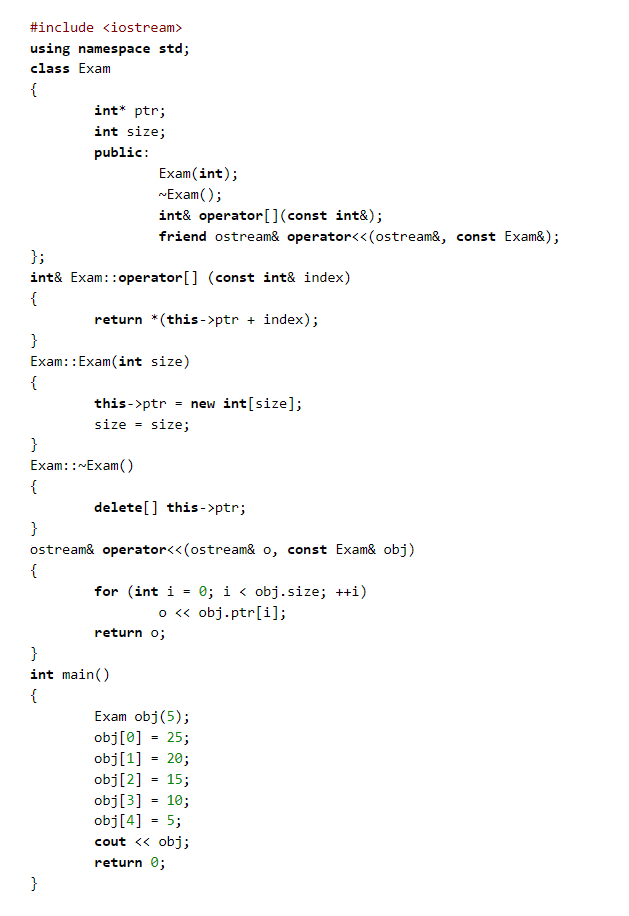 #include <iostream>
using namespace std;
class Exam
{
        int* ptr;
        int size;
        public:
                Exam(int);
                ~Exam();
                int& operator[](const int&);
                friend ostream& operator<<(ostream&, const Exam&);
};
int& Exam::operator[] (const int& index)
{
        return *(this->ptr + index);
}
Exam::Exam(int size)
{
        this->ptr = new int[size];
        size = size;
}
Exam::~Exam()
{
        delete[] this->ptr;
}
ostream& operator<<(ostream& o, const Exam& obj)
{
        for (int i = 0; i < obj.size; ++i)
                o << obj.ptr[i];
        return o;
}
int main()
{
        Exam obj(5);
        obj[0] = 25;
        obj[1] = 20;
        obj[2] = 15;
        obj[3] = 10;
        obj[4] = 5;
        cout << obj;
        return 0;
}